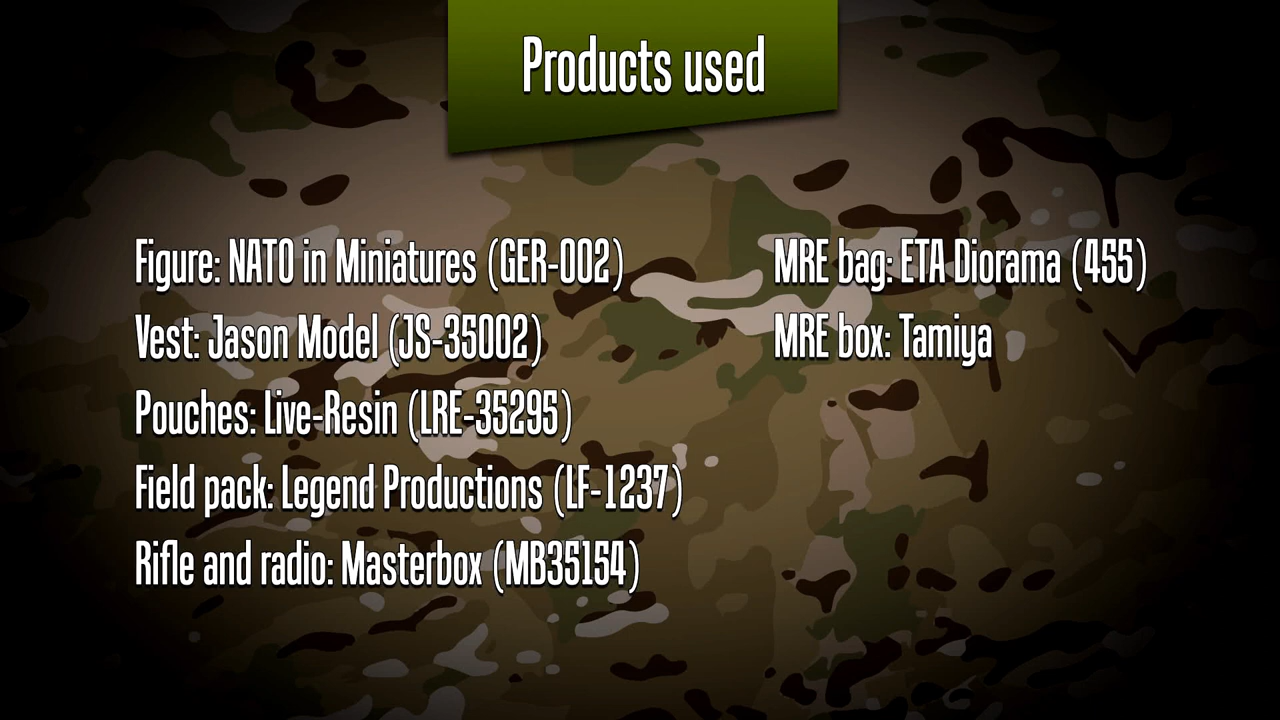 Products used
Figure: NATO in Miniatures (GER-002)
Vest: Jason Model (JS-35002)
Pouches: Live-Resin (LRE-35295)
Field pack: Legend Productions (LF-1237)
Rifle and radio: Masterbox (MB35154)
MRE bag: ETA Diorama (455)
MRE box: Tamiya